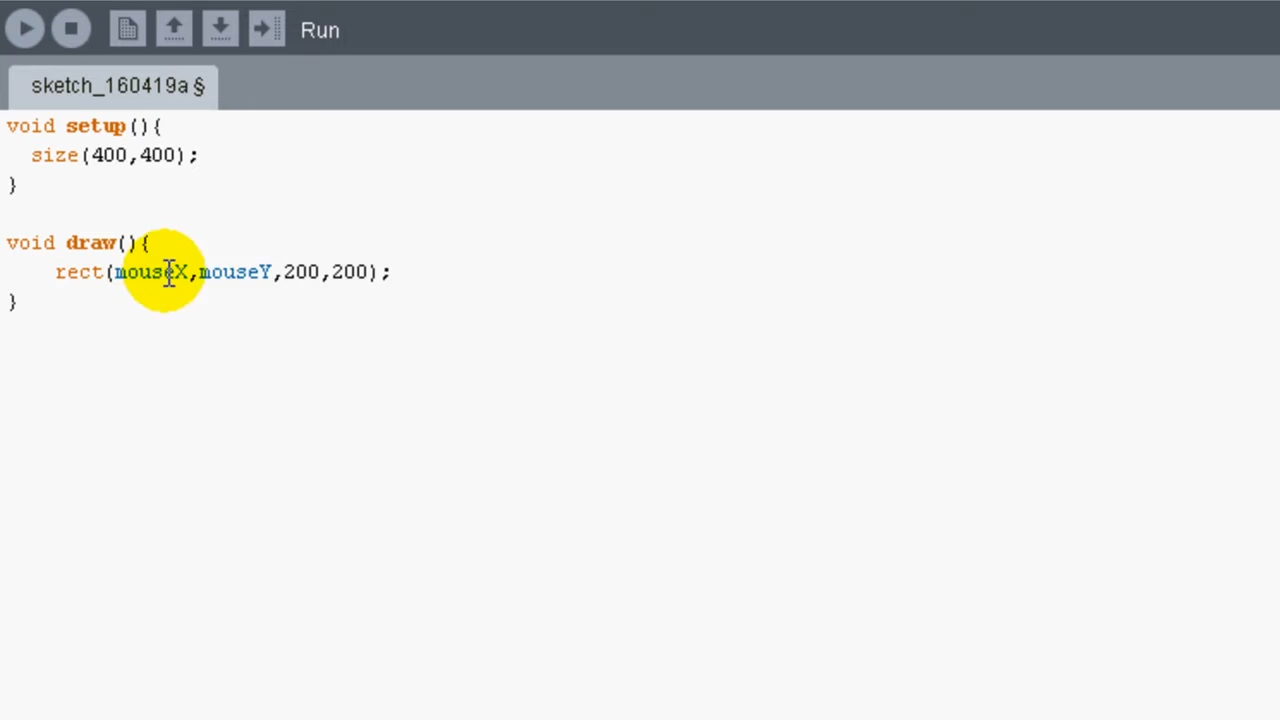 Run
sketch_160419a §
void setup(){
  size(400,400);
}
void draw(){
    rect(mouseX,mouseY,200,200);
}